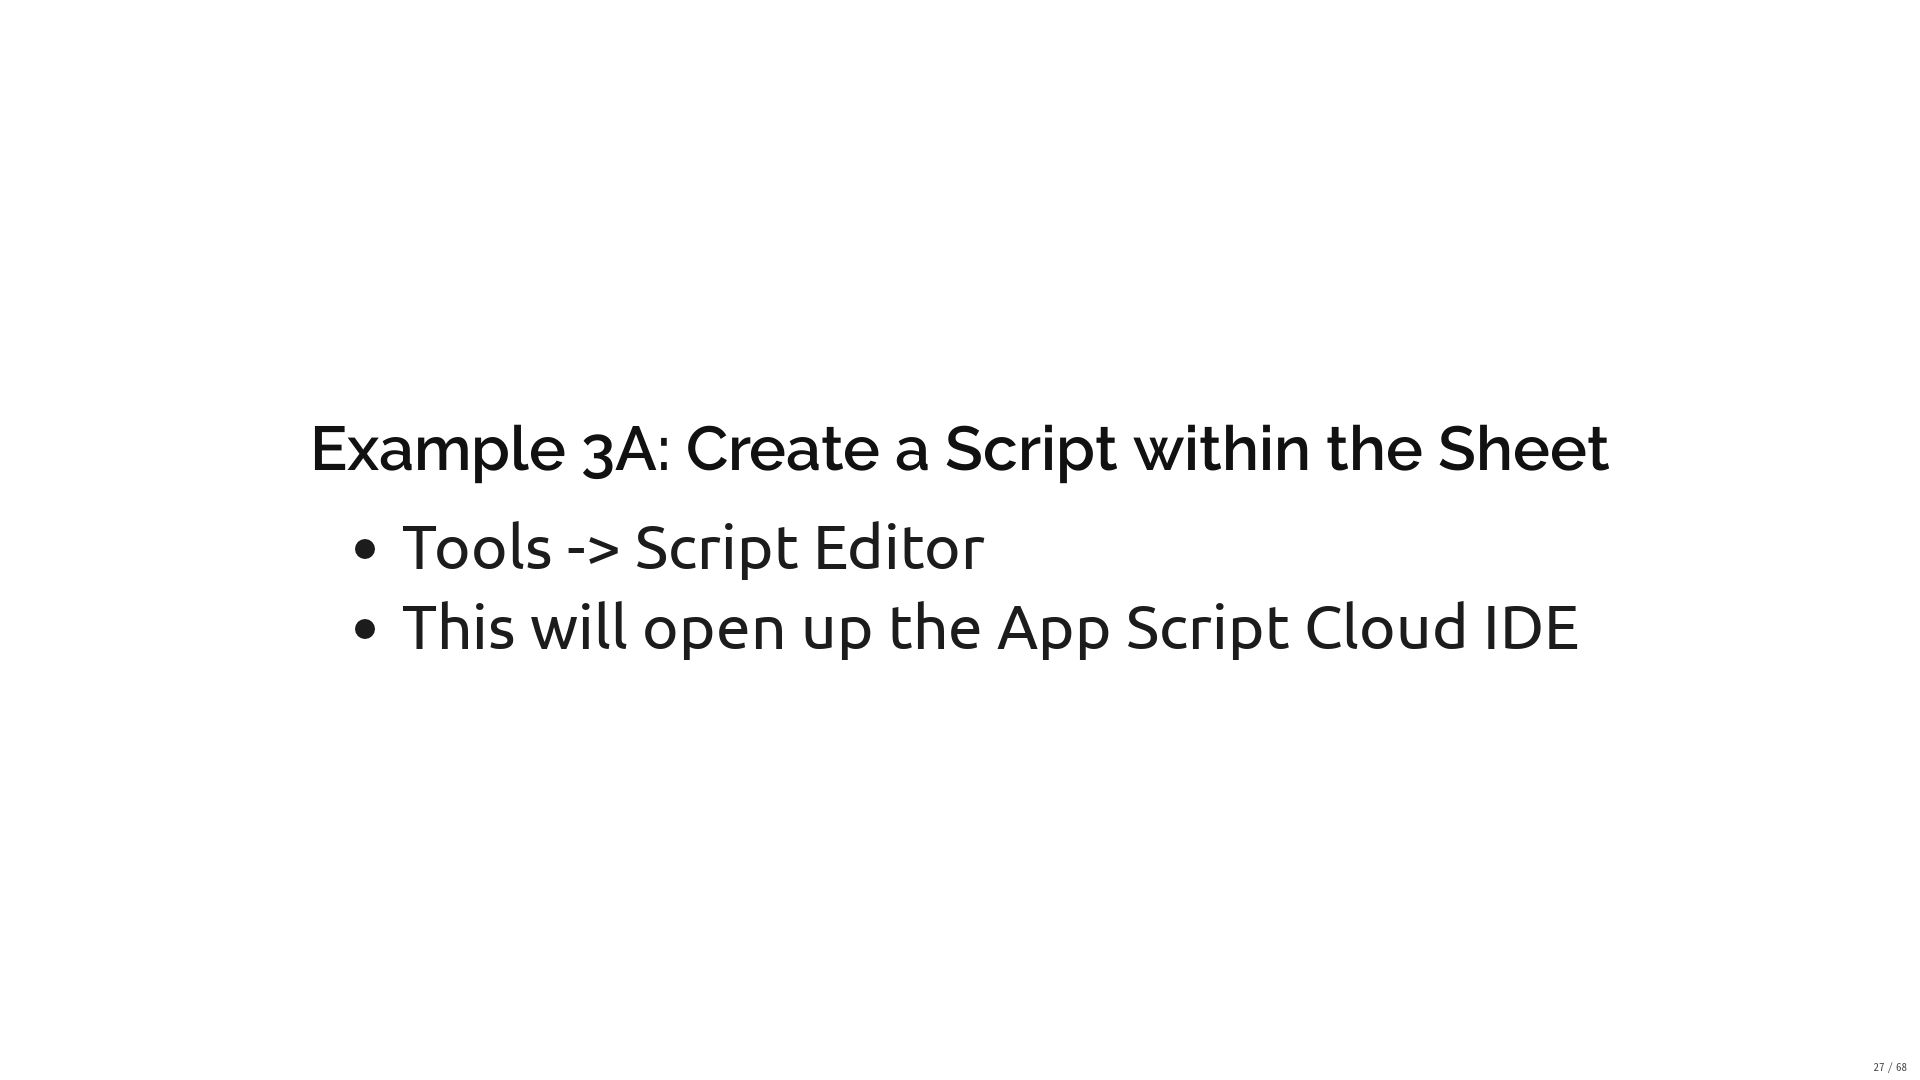 Example 3A: Create a Script within the Sheet
• Tools -> Script Editor
• This will open up the App Script Cloud IDE
27 / 68